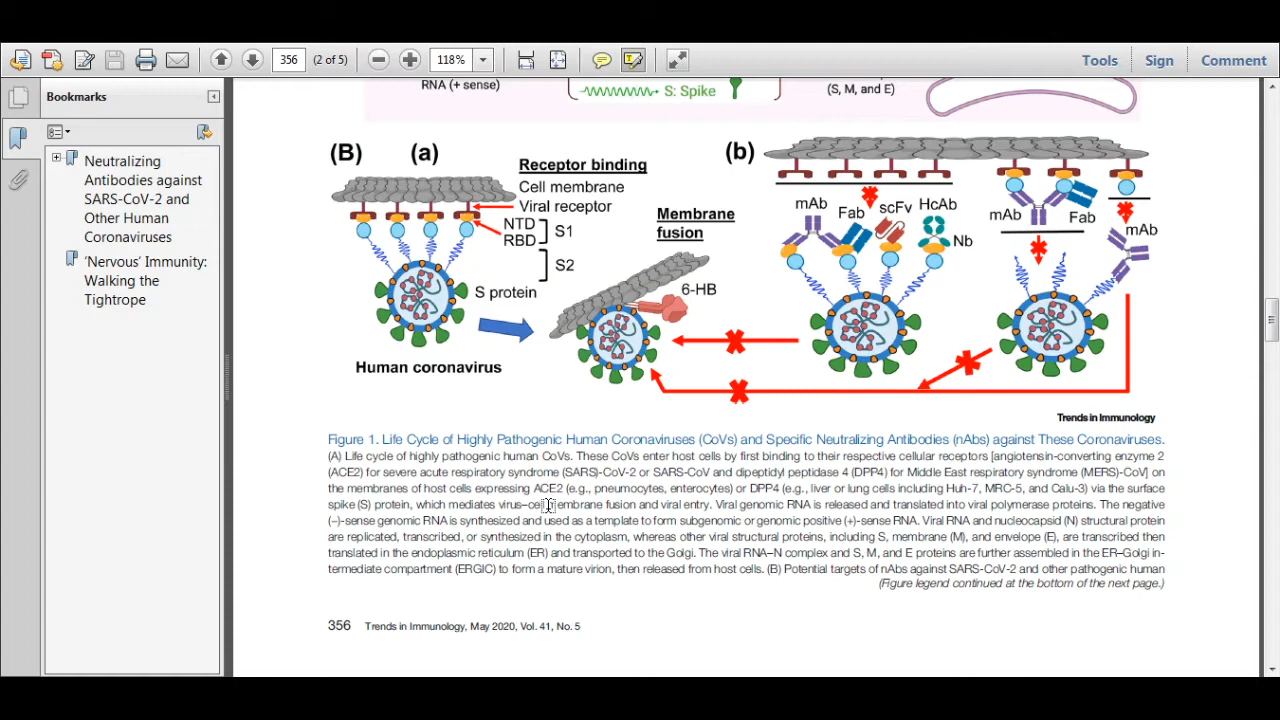 356
(2 of 5)
118%
Tools
Sign
Comment
Bookmarks
Neutralizing
Antibodies against
SARS-CoV-2 and
Other Human
Coronaviruses
'Nervous' Immunity:
Walking the
Tightrope
RNA (+ sense)
S: Spike
(S, M, and E)
(B)
(a)
Receptor binding
Cell membrane
Viral receptor
NTD
RBD
S1
S2
S protein
Human coronavirus
Membrane
fusion
6-HB
(b)
mAb
Fab
scFv
HcAb
Nb
mAb
Fab
mAb
Trends in Immunology
Figure 1. Life Cycle of Highly Pathogenic Human Coronaviruses (CoVs) and Specific Neutralizing Antibodies (nAbs) against These Coronaviruses.
(A) Life cycle of highly pathogenic human CoVs. These CoVs enter host cells by first binding to their respective cellular receptors [angiotensin-converting enzyme 2
(ACE2) for severe acute respiratory syndrome (SARS)-CoV-2 or SARS-CoV and dipeptidyl peptidase 4 (DPP4) for Middle East respiratory syndrome (MERS)-CoV] on
the membranes of host cells expressing ACE2 (e.g., pneumocytes, enterocytes) or DPP4 (e.g., liver or lung cells including Huh-7, MRC-5, and Calu-3) via the surface
spike (S) protein, which mediates virus–cell membrane fusion and viral entry. Viral genomic RNA is released and translated into viral polymerase proteins. The negative
(−)-sense genomic RNA is synthesized and used as a template to form subgenomic or genomic positive (+)-sense RNA. Viral RNA and nucleocapsid (N) structural protein
are replicated, transcribed, or synthesized in the cytoplasm, whereas other viral structural proteins, including S, membrane (M), and envelope (E), are transcribed then
translated in the endoplasmic reticulum (ER) and transported to the Golgi. The viral RNA–N complex and S, M, and E proteins are further assembled in the ER–Golgi in-
termediate compartment (ERGIC) to form a mature virion, then released from host cells. (B) Potential targets of nAbs against SARS-CoV-2 and other pathogenic human
(Figure legend continued at the bottom of the next page.)
356 Trends in Immunology, May 2020, Vol. 41, No. 5